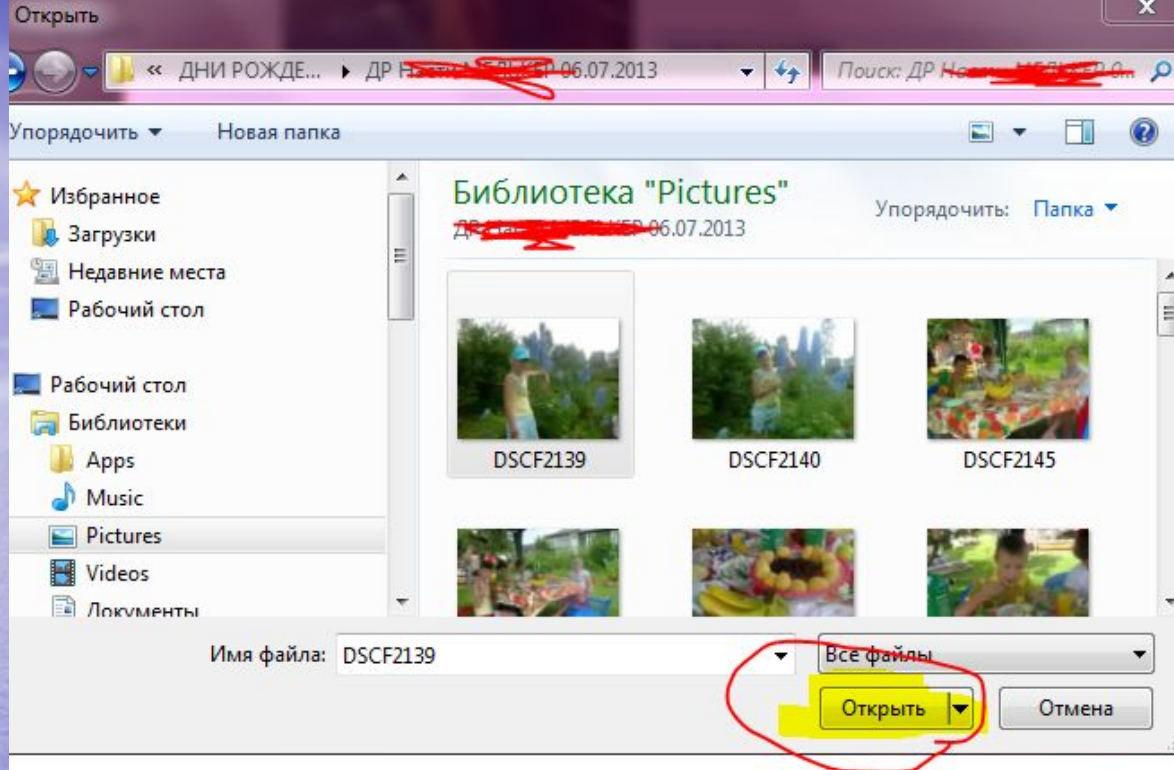 Открыть
x
« ДНИ РОЖДЕ... ▸ ДР 06.07.2013
Поиск: ДР
Упорядочить ▼ Новая папка
Избранное
Загрузки
Недавние места
Рабочий стол
Рабочий стол
Библиотеки
Apps
Music
Pictures
Videos
Документы
Библиотека "Pictures"
ДР 06.07.2013
Упорядочить: Папка ▼
DSCF2139 DSCF2140 DSCF2145
Имя файла: DSCF2139
Все файлы
Открыть Отмена